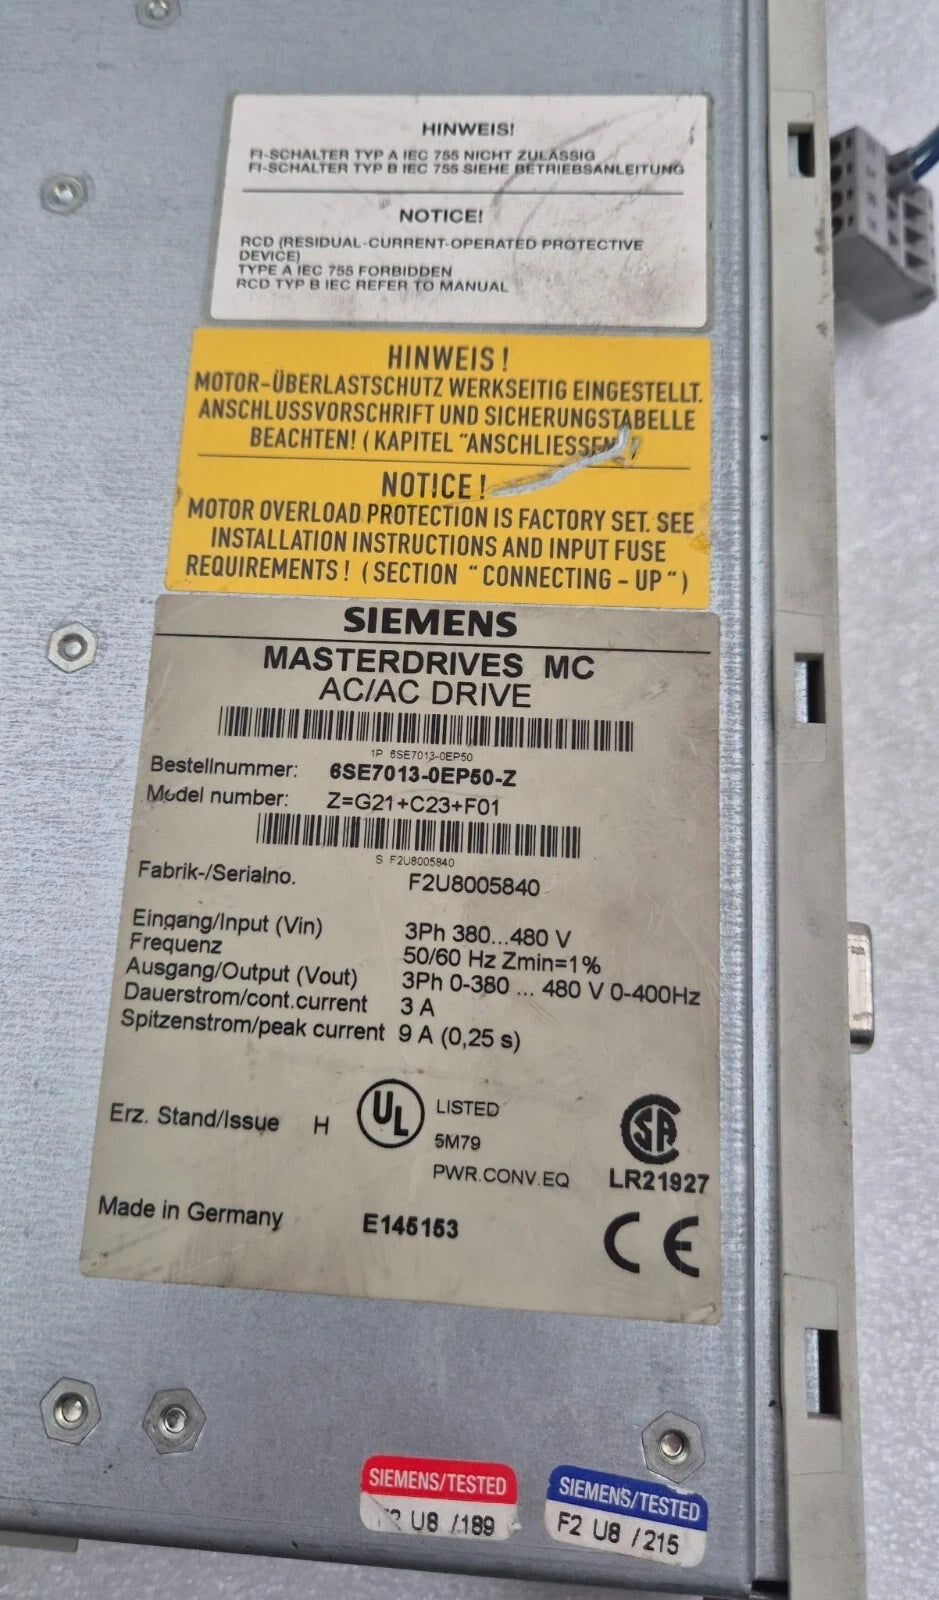 HINWEIS!
FI-SCHALTER TYP A IEC 755 NICHT ZULÄSSIG
FI-SCHALTER TYP B IEC 755 SIEHE BETRIEBSANLEITUNG
NOTICE!
RCD (RESIDUAL-CURRENT-OPERATED PROTECTIVE
DEVICE)
TYPE A IEC 755 FORBIDDEN
RCD TYP B IEC REFER TO MANUAL
HINWEIS !
MOTOR-ÜBERLASTSCHUTZ WERKSEITIG EINGESTELLT.
ANSCHLUSSVORSCHRIFT UND SICHERUNGSTABELLE
BEACHTEN! ( KAPITEL "ANSCHLIESSEN")
NOTICE !
MOTOR OVERLOAD PROTECTION IS FACTORY SET. SEE
INSTALLATION INSTRUCTIONS AND INPUT FUSE
REQUIREMENTS ! ( SECTION " CONNECTING - UP ")
SIEMENS
MASTERDRIVES MC
AC/AC DRIVE
1P 6SE7013-0EP50
Bestellnummer: 6SE7013-0EP50-Z
Model number: Z=G21+C23+F01
S F2U8005840
Fabrik-/Serialno. F2U8005840
Eingang/Input (Vin) 3Ph 380...480 V
Frequenz 50/60 Hz Zmin=1%
Ausgang/Output (Vout) 3Ph 0-380 ... 480 V 0-400Hz
Dauerstrom/cont.current 3 A
Spitzenstrom/peak current 9 A (0,25 s)
Erz. Stand/Issue H UL LISTED SA
5M79
PWR.CONV.EQ LR21927
Made in Germany E145153 CE
SIEMENS/TESTED
U8 /189
SIEMENS/TESTED
F2 U8 /215